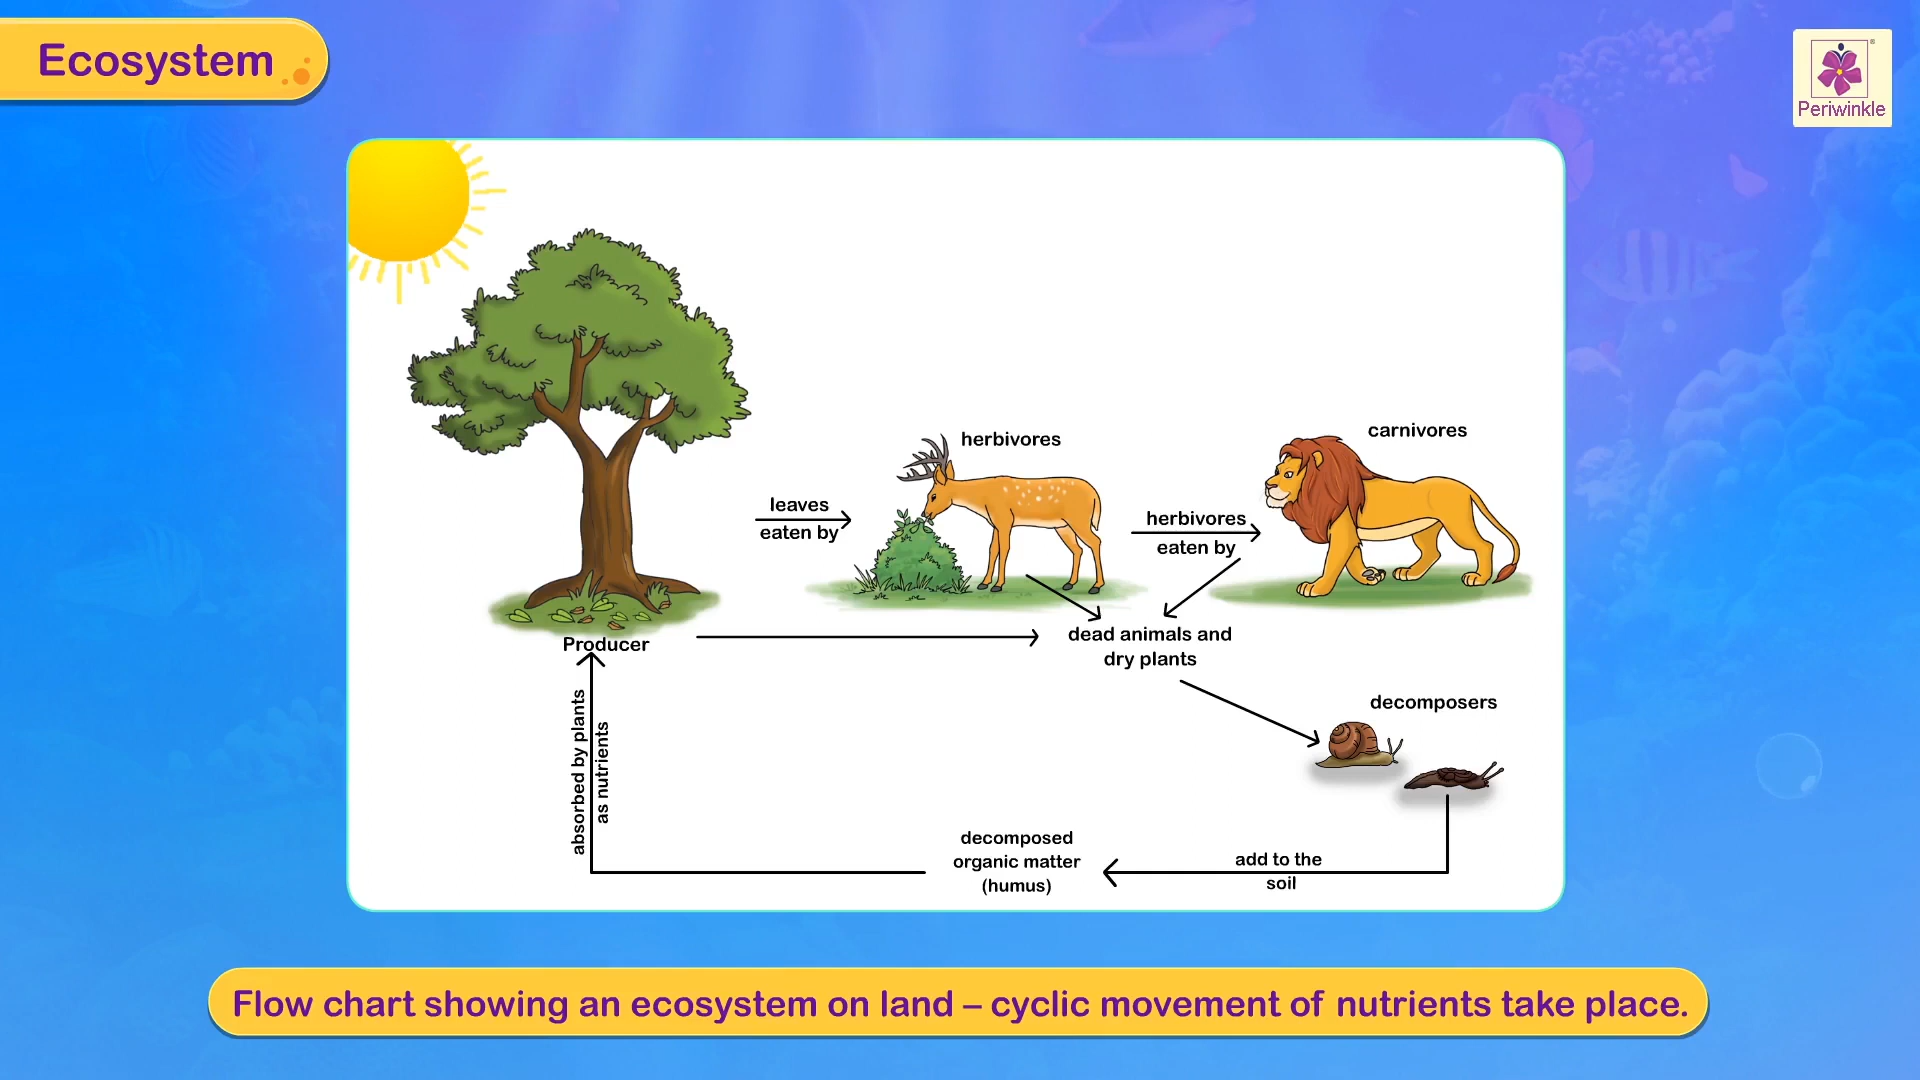 Ecosystem
®
Periwinkle
carnivores
herbivores
leaves
eaten by
herbivores
eaten by
Producer
dead animals and
dry plants
decomposers
absorbed by plants
as nutrients
decomposed
organic matter
(humus)
add to the
soil
Flow chart showing an ecosystem on land – cyclic movement of nutrients take place.